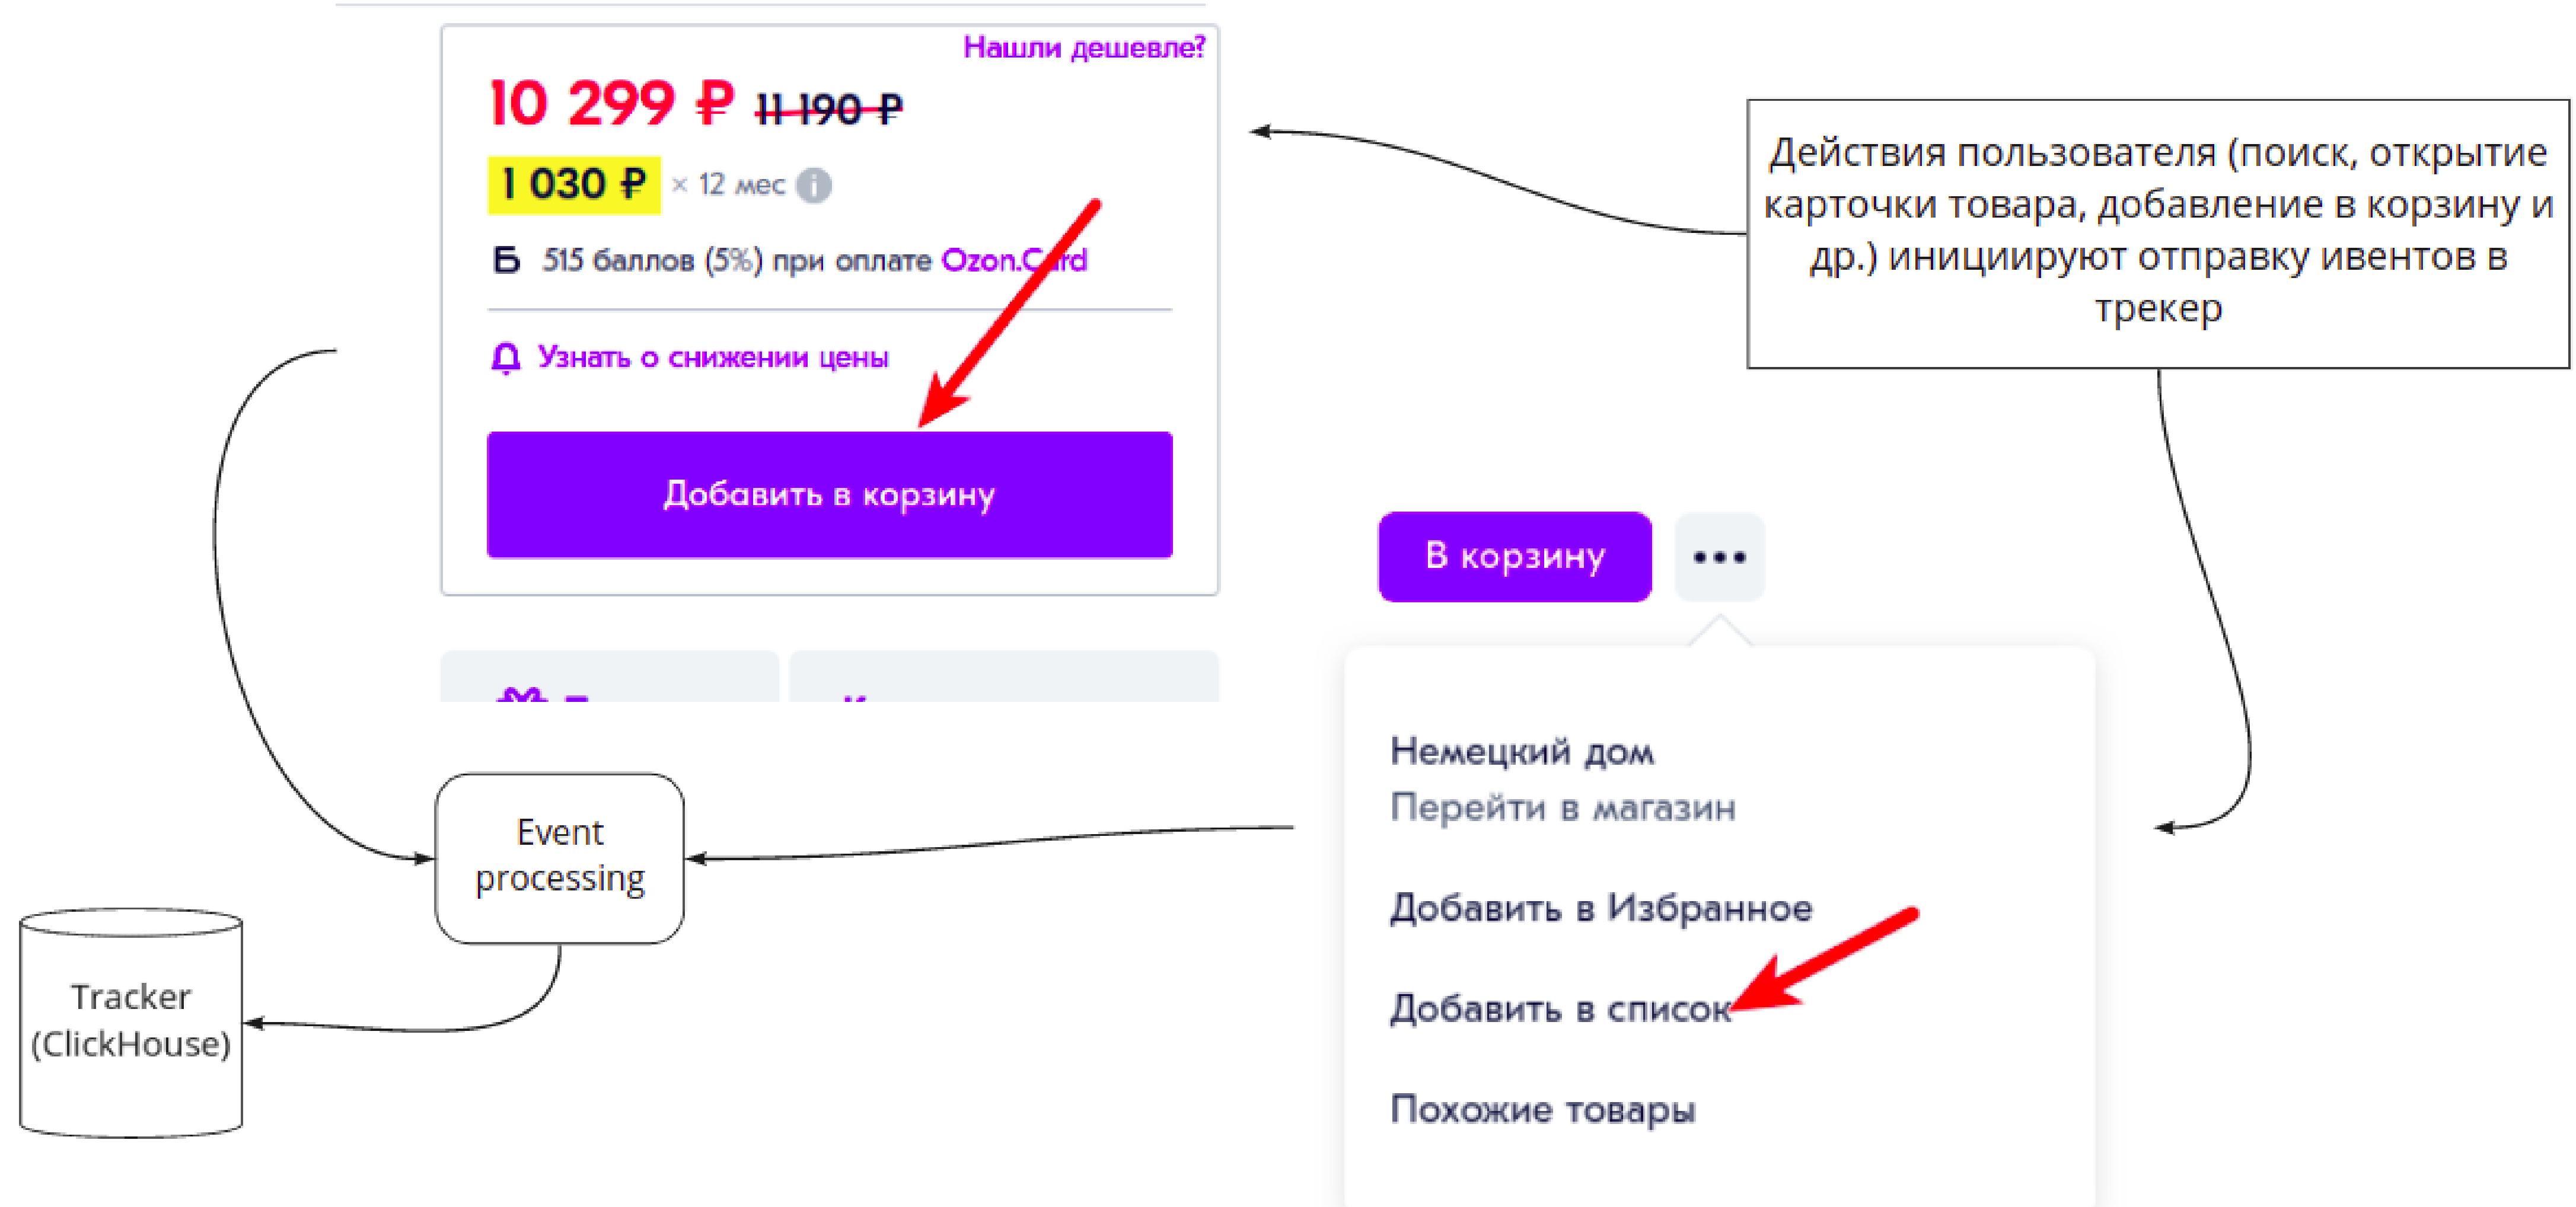 Нашли дешевле?
10 299 ₽ 11 190 ₽
1 030 ₽ × 12 мес i
Б 515 баллов (5%) при оплате Ozon.Card
Узнать о снижении цены
Добавить в корзину
Действия пользователя (поиск, открытие
карточки товара, добавление в корзину и
др.) инициируют отправку ивентов в
трекер
В корзину
Немецкий дом
Перейти в магазин
Добавить в Избранное
Добавить в список
Похожие товары
Event
processing
Tracker
(ClickHouse)